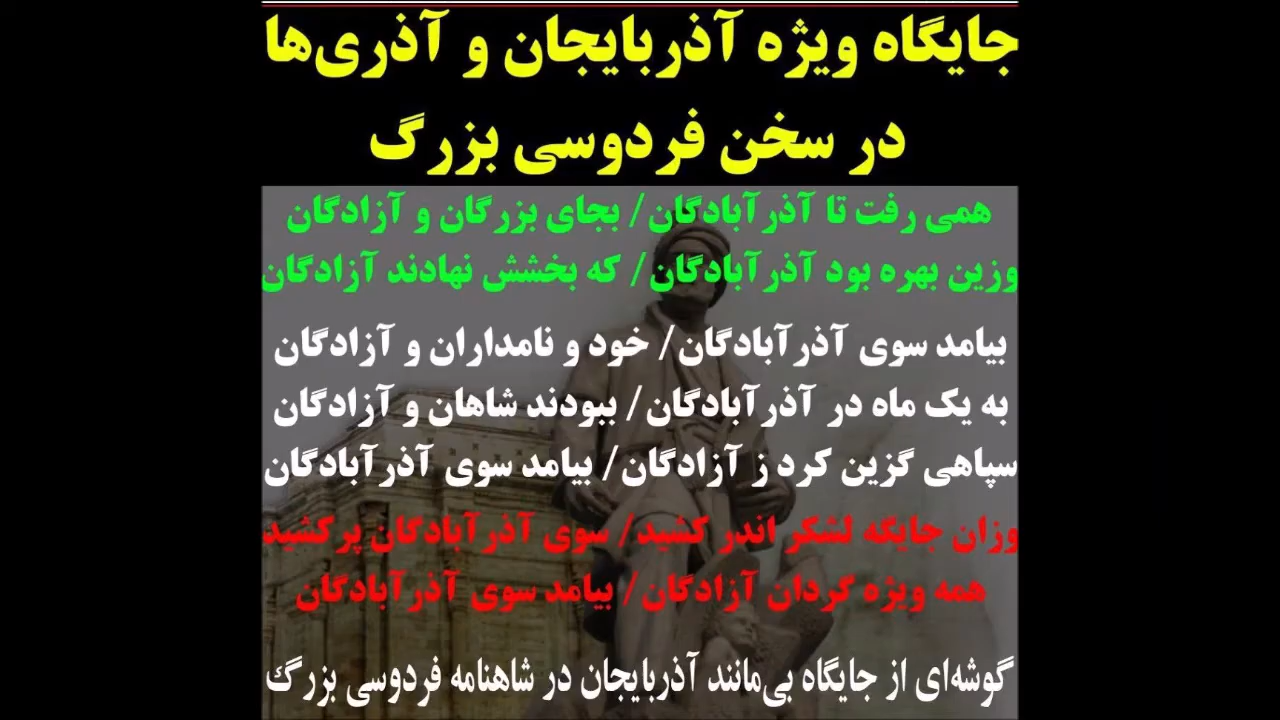 جایگاه ویژه آذربایجان و آذری‌ها
در سخن فردوسی بزرگ
همی رفت تا آذرآبادگان/ بجای بزرگان و آزادگان
وزین بهره بود آذرآبادگان/ که بخشش نهادند آزادگان
بیامد سوی آذرآبادگان/ خود و نامداران و آزادگان
به یک ماه در آذرآبادگان/ ببودند شاهان و آزادگان
سپاهی گزین کرد ز آزادگان/ بیامد سوی آذرآبادگان
وزان جایگه لشکر اندر کشید/ سوی آذرآبادگان پرکشید
همه ویژه گردان آزادگان/ بیامد سوی آذرآبادگان
گوشه‌ای از جایگاه بی‌مانند آذربایجان در شاهنامه فردوسی بزرگ